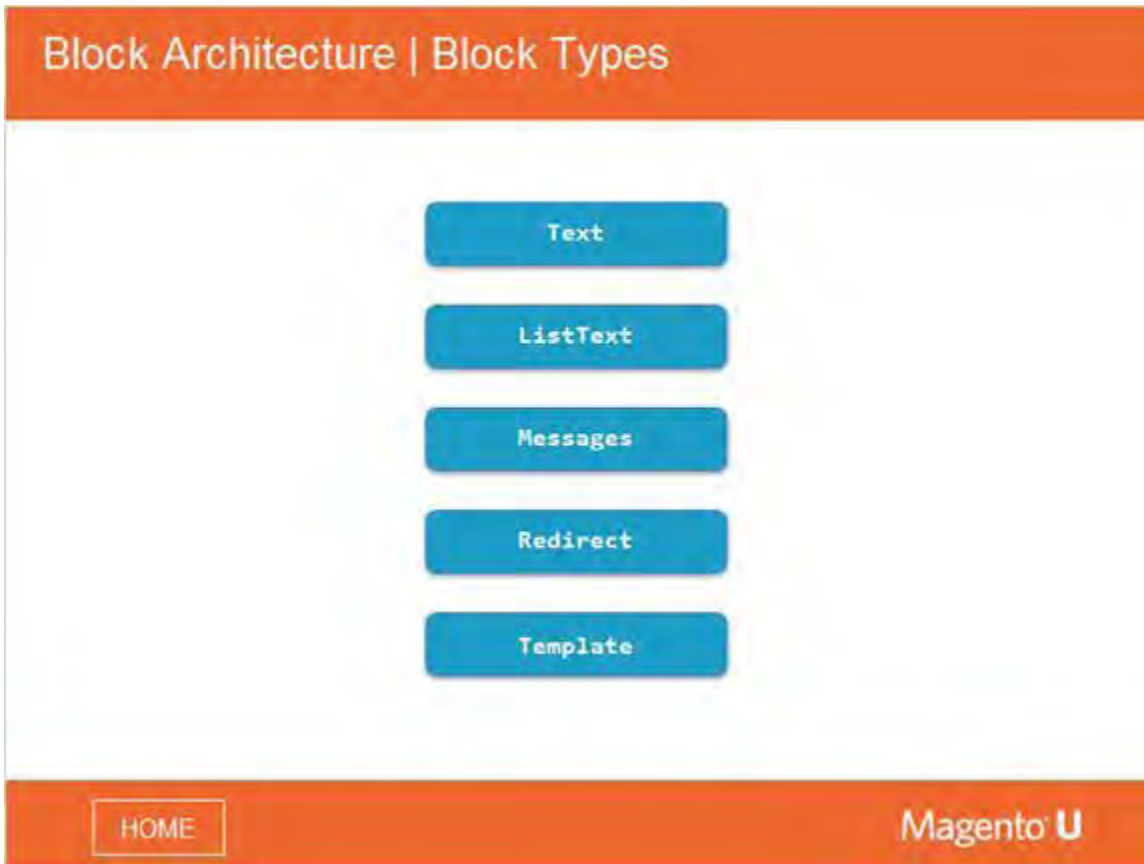 Block Architecture | Block Types
Text
ListText
Messages
Redirect
Template
HOME
Magento U